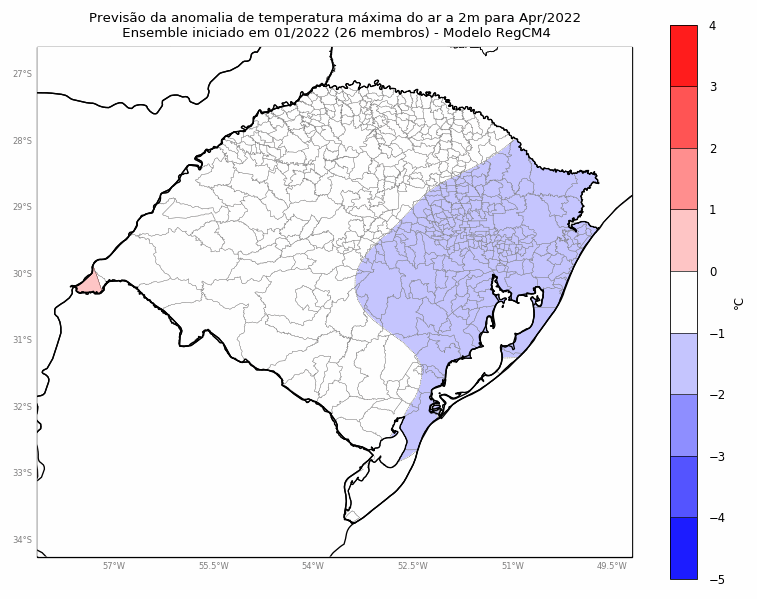 Previsão da anomalia de temperatura máxima do ar a 2m para Apr/2022
Ensemble iniciado em 01/2022 (26 membros) - Modelo RegCM4
27°S
28°S
29°S
30°S
31°S
32°S
33°S
34°S
57°W
55.5°W
54°W
52.5°W
51°W
49.5°W
4
3
2
1
0
−1
−2
−3
−4
−5
°C